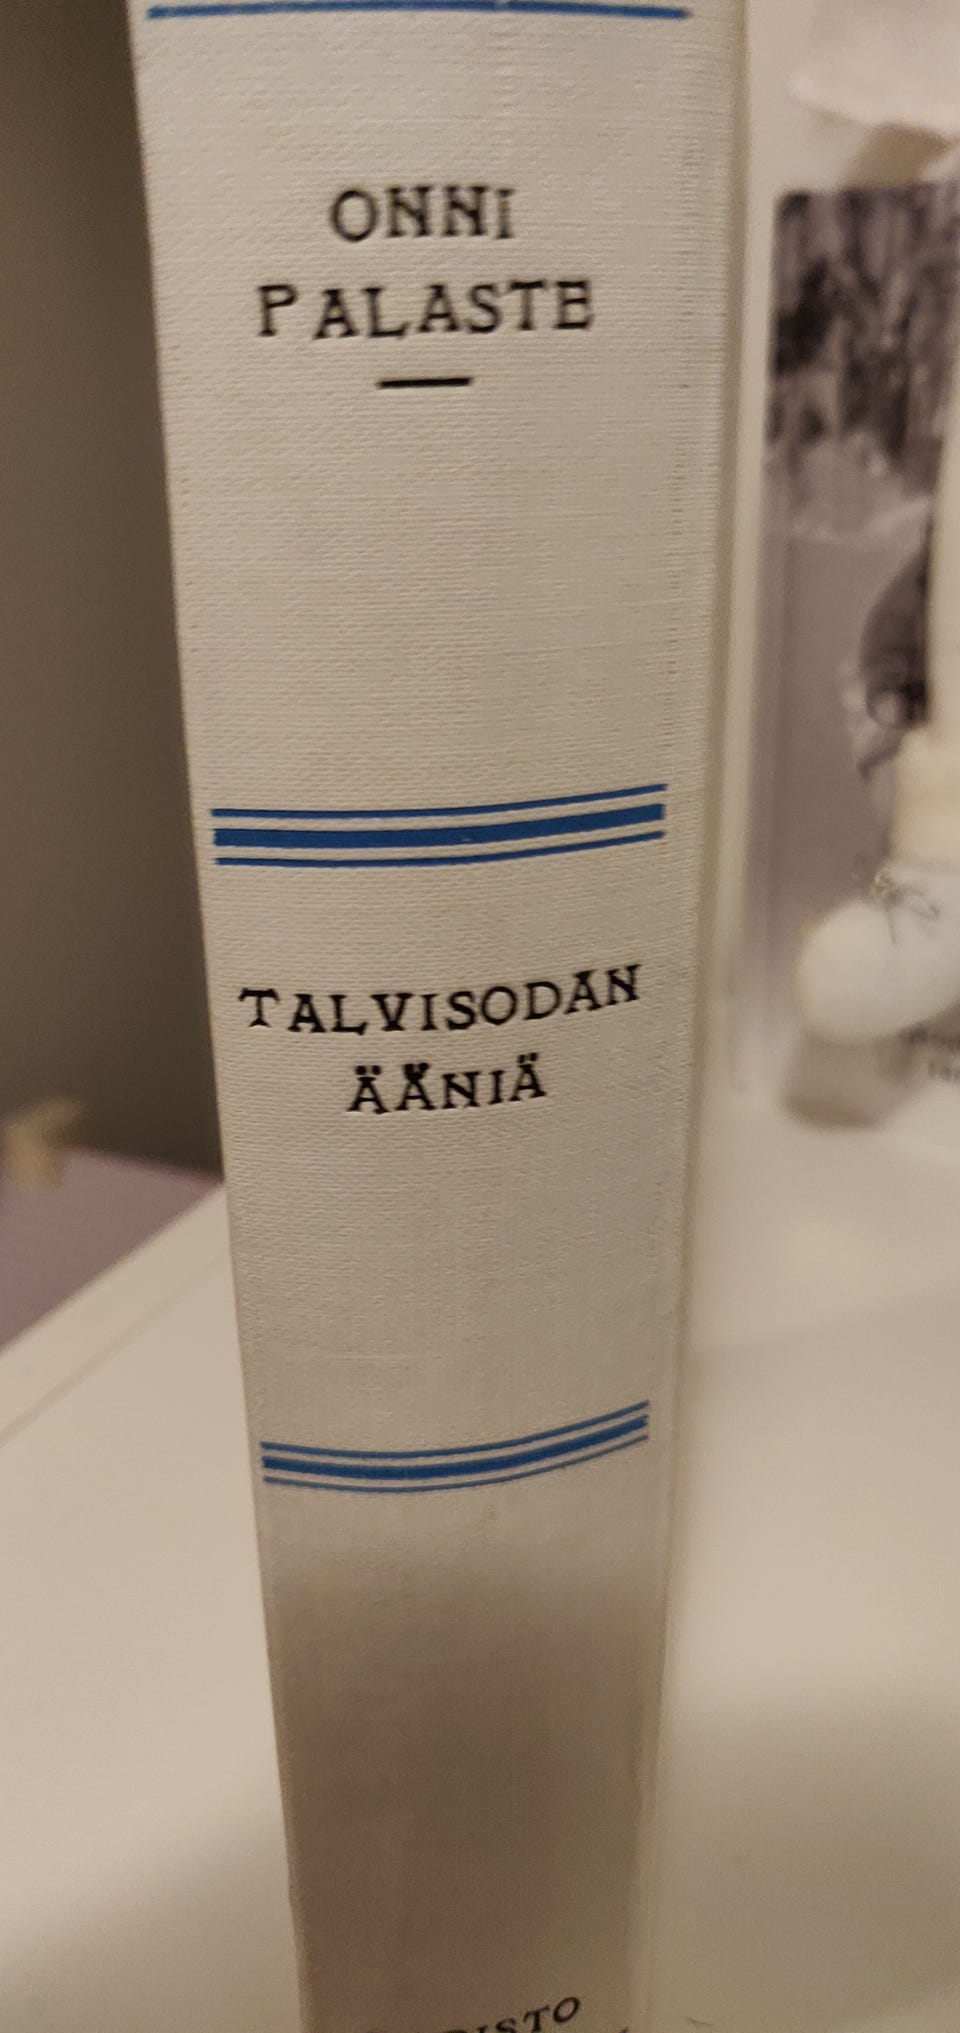 ONNI
PALASTE
TALVISODAN
ÄÄNIÄ